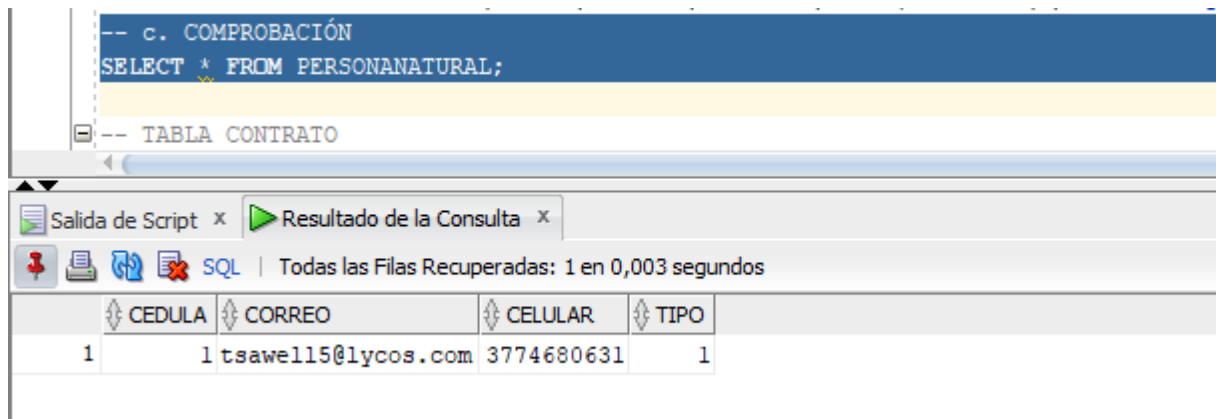 -- c. COMPROBACIÓN
SELECT * FROM PERSONANATURAL;
-- TABLA CONTRATO
Salida de Script x Resultado de la Consulta x
SQL | Todas las Filas Recuperadas: 1 en 0,003 segundos
CEDULA CORREO CELULAR TIPO
1 1 tsawell5@lycos.com 3774680631 1